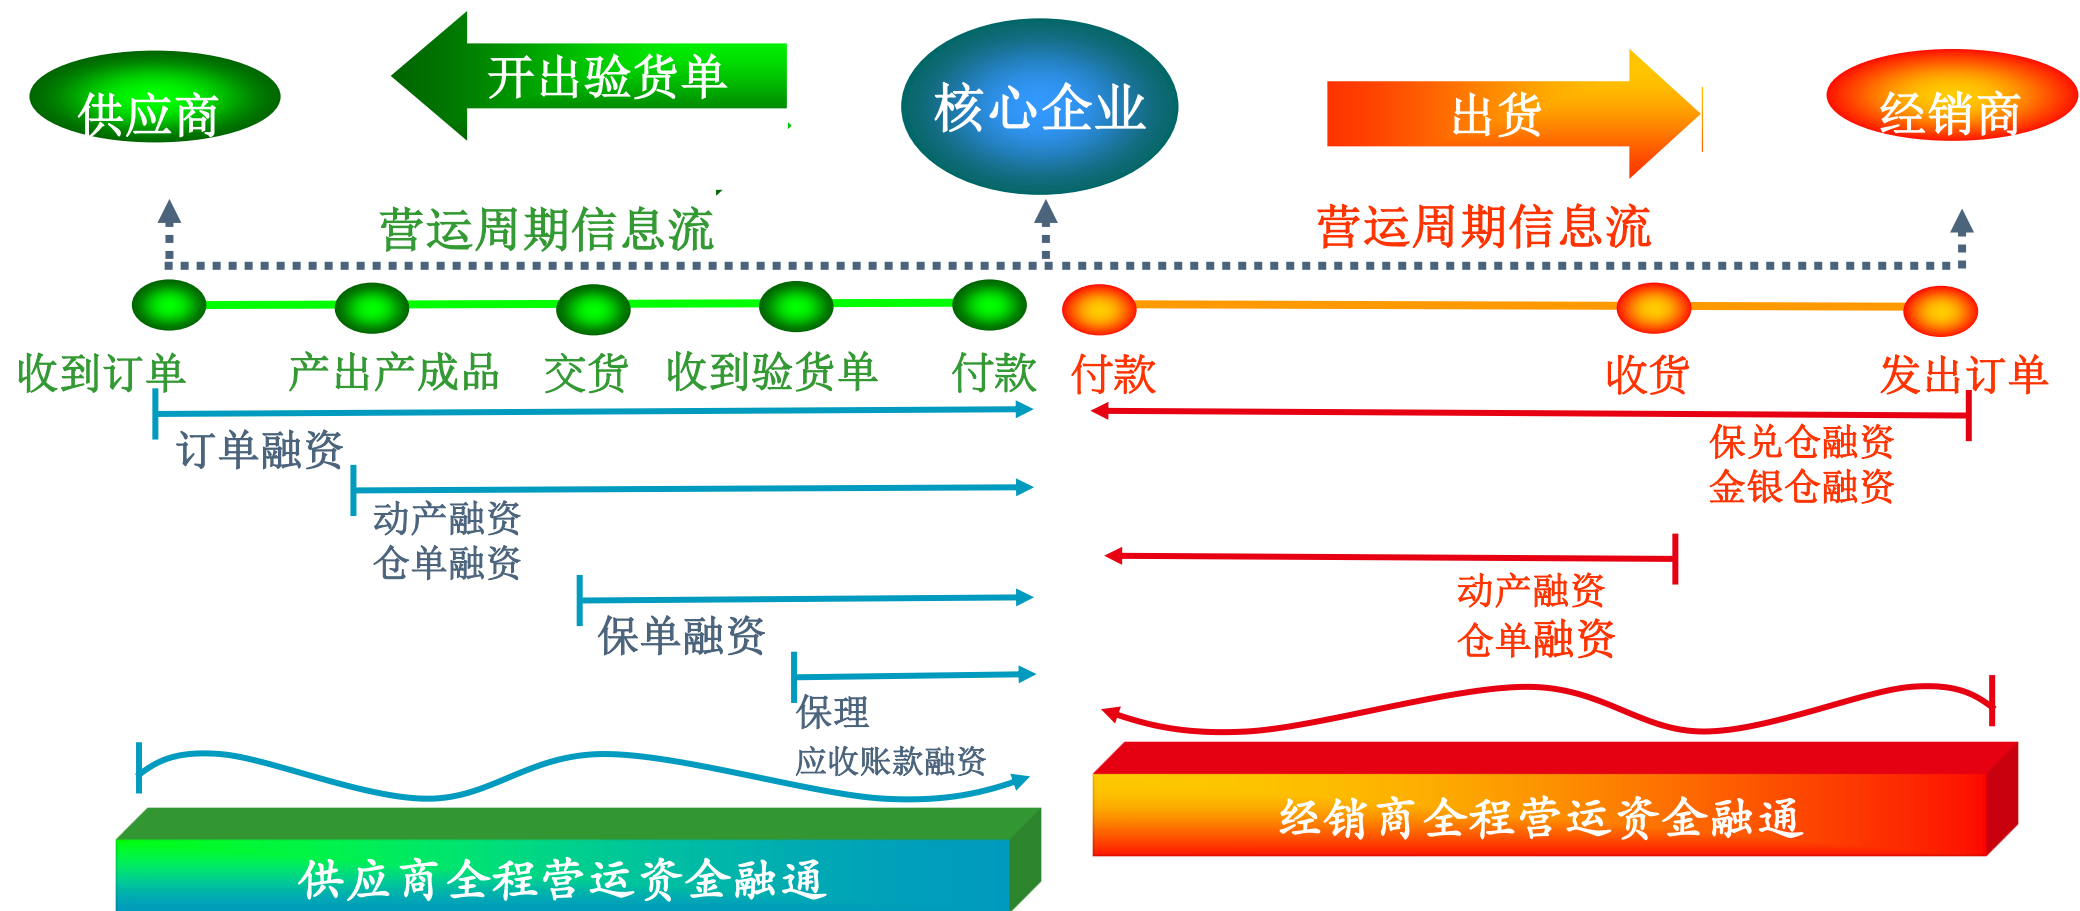 供应商
开出验货单
核心企业
出货
经销商
营运周期信息流
营运周期信息流
收到订单
产出产成品
交货
收到验货单
付款
付款
收货
发出订单
订单融资
保兑仓融资
金银仓融资
动产融资
仓单融资
动产融资
仓单融资
保单融资
保理
应收账款融资
经销商全程营运资金融通
供应商全程营运资金融通